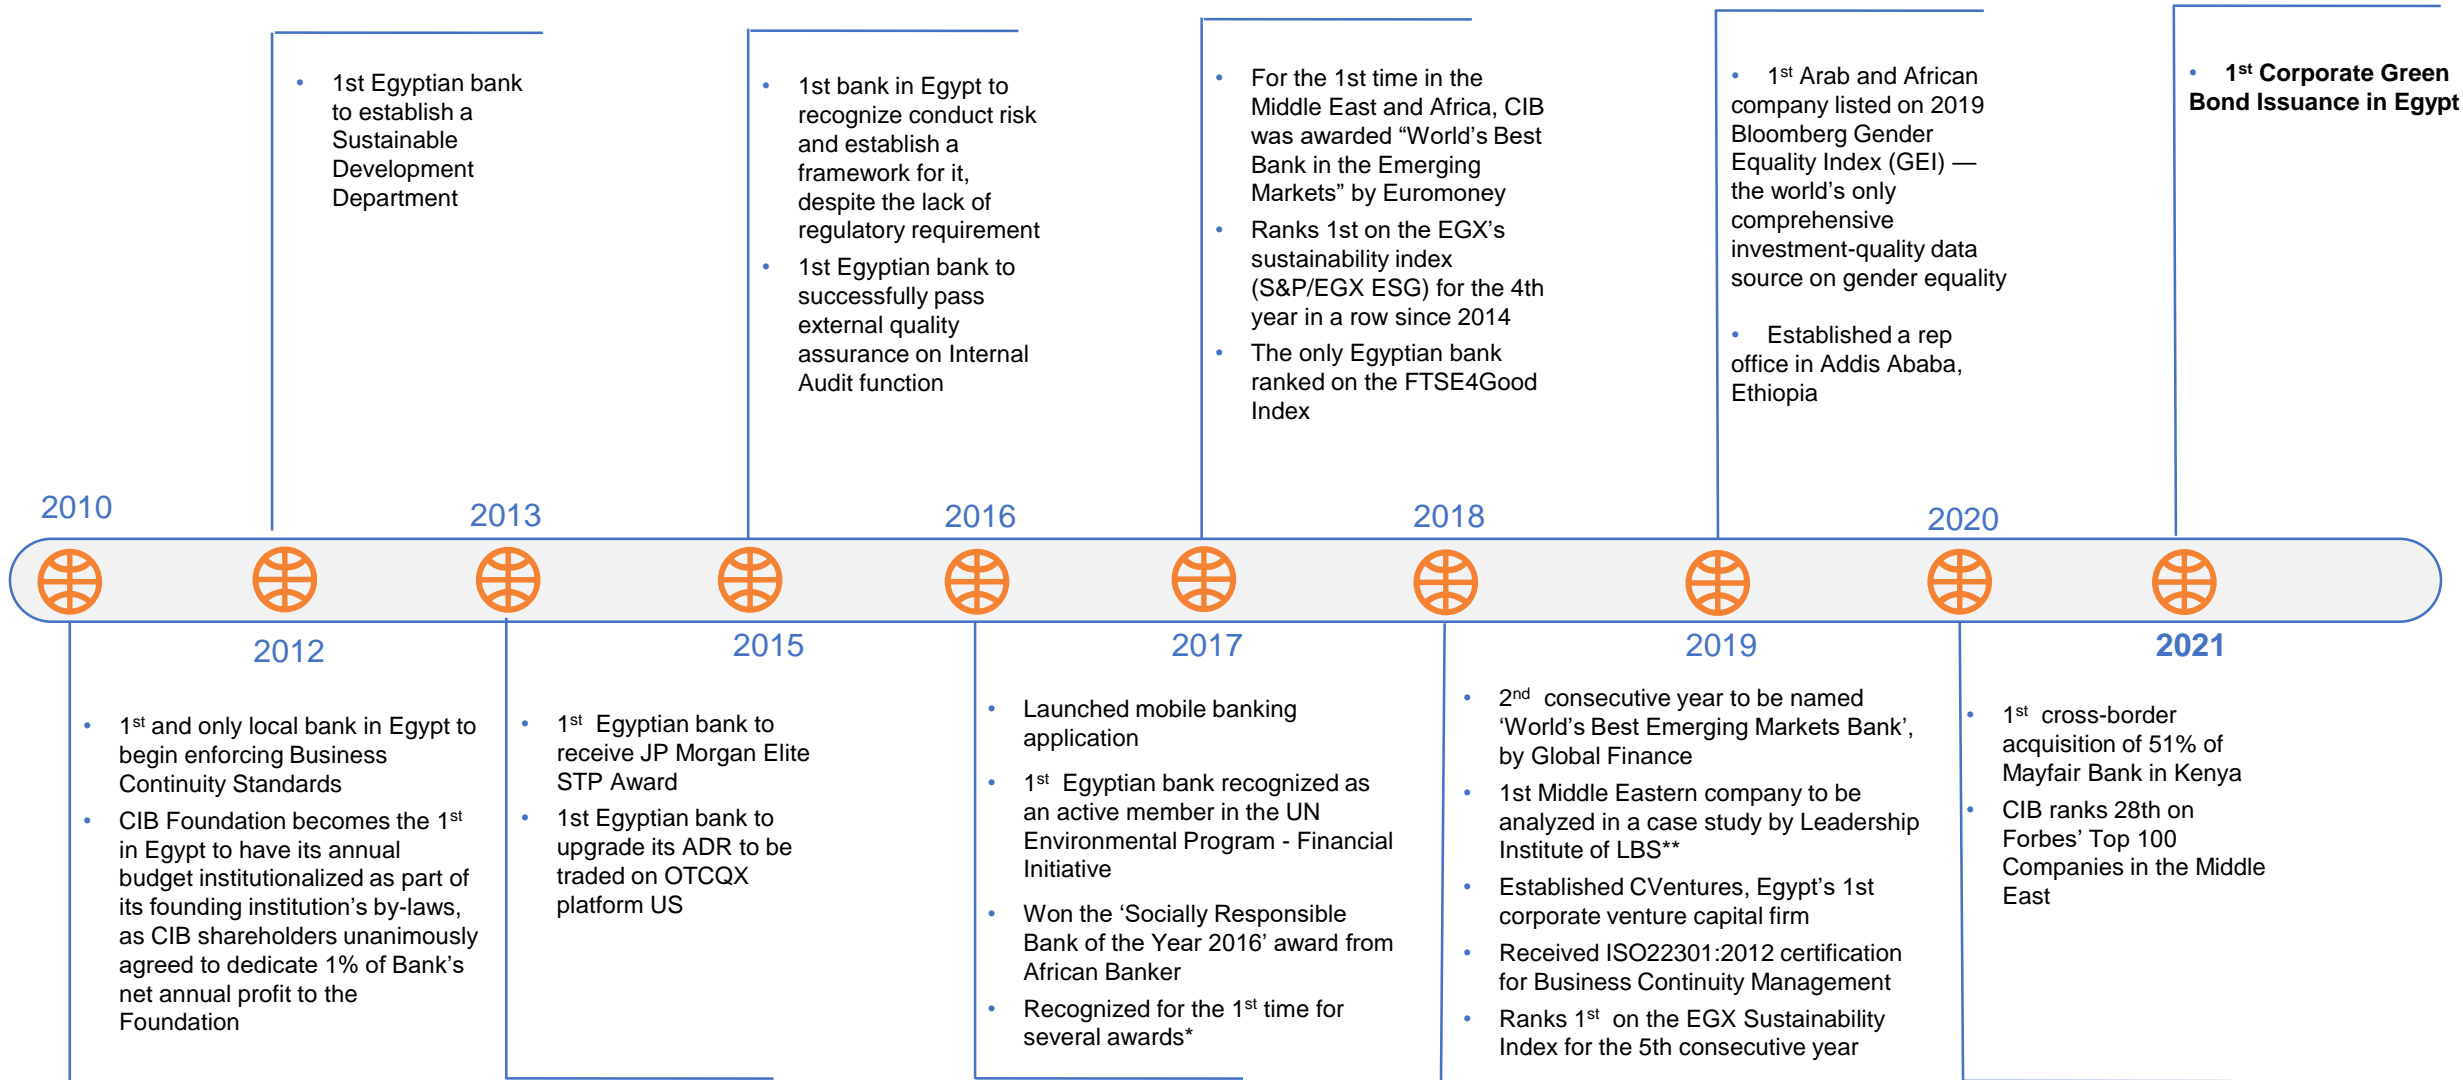 • 1st Egyptian bank
to establish a
Sustainable
Development
Department
• 1st bank in Egypt to
recognize conduct risk
and establish a
framework for it,
despite the lack of
regulatory requirement
• 1st Egyptian bank to
successfully pass
external quality
assurance on Internal
Audit function
• For the 1st time in the
Middle East and Africa, CIB
was awarded “World’s Best
Bank in the Emerging
Markets” by Euromoney
• Ranks 1st on the EGX’s
sustainability index
(S&P/EGX ESG) for the 4th
year in a row since 2014
• The only Egyptian bank
ranked on the FTSE4Good
Index
• 1st Arab and African
company listed on 2019
Bloomberg Gender
Equality Index (GEI) —
the world’s only
comprehensive
investment-quality data
source on gender equality
• Established a rep
office in Addis Ababa,
Ethiopia
• 1st Corporate Green
Bond Issuance in Egypt
2010
2013
2016
2018
2020
2012
2015
2017
2019
2021
• 1st and only local bank in Egypt to
begin enforcing Business
Continuity Standards
• CIB Foundation becomes the 1st
in Egypt to have its annual
budget institutionalized as part of
its founding institution’s by-laws,
as CIB shareholders unanimously
agreed to dedicate 1% of Bank’s
net annual profit to the
Foundation
• 1st Egyptian bank to
receive JP Morgan Elite
STP Award
• 1st Egyptian bank to
upgrade its ADR to be
traded on OTCQX
platform US
• Launched mobile banking
application
• 1st Egyptian bank recognized as
an active member in the UN
Environmental Program - Financial
Initiative
• Won the ‘Socially Responsible
Bank of the Year 2016’ award from
African Banker
• Recognized for the 1st time for
several awards*
• 2nd consecutive year to be named
‘World’s Best Emerging Markets Bank’,
by Global Finance
• 1st Middle Eastern company to be
analyzed in a case study by Leadership
Institute of LBS**
• Established CVentures, Egypt’s 1st
corporate venture capital firm
• Received ISO22301:2012 certification
for Business Continuity Management
• Ranks 1st on the EGX Sustainability
Index for the 5th consecutive year
• 1st cross-border
acquisition of 51% of
Mayfair Bank in Kenya
• CIB ranks 28th on
Forbes’ Top 100
Companies in the Middle
East